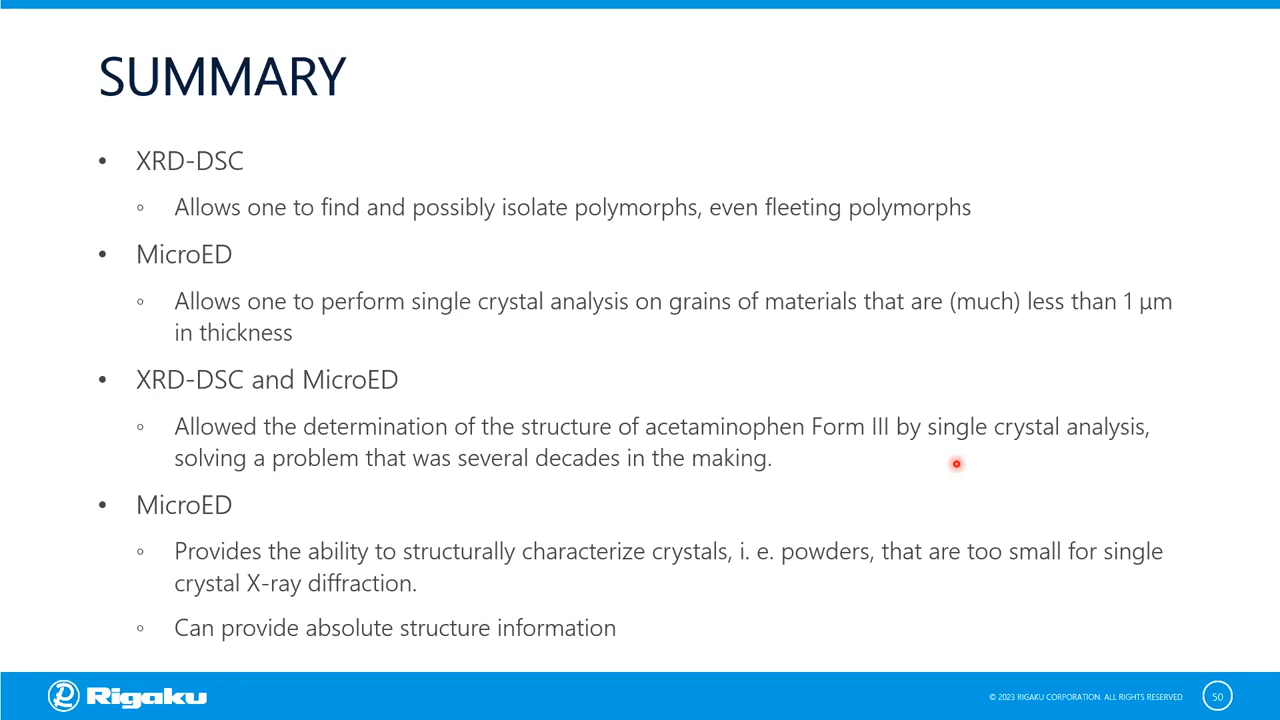 SUMMARY
• XRD-DSC
◦ Allows one to find and possibly isolate polymorphs, even fleeting polymorphs
• MicroED
◦ Allows one to perform single crystal analysis on grains of materials that are (much) less than 1 µm
in thickness
• XRD-DSC and MicroED
◦ Allowed the determination of the structure of acetaminophen Form III by single crystal analysis,
solving a problem that was several decades in the making.
• MicroED
◦ Provides the ability to structurally characterize crystals, i. e. powders, that are too small for single
crystal X-ray diffraction.
◦ Can provide absolute structure information
Rigaku
© 2023 RIGAKU CORPORATION. ALL RIGHTS RESERVED
50